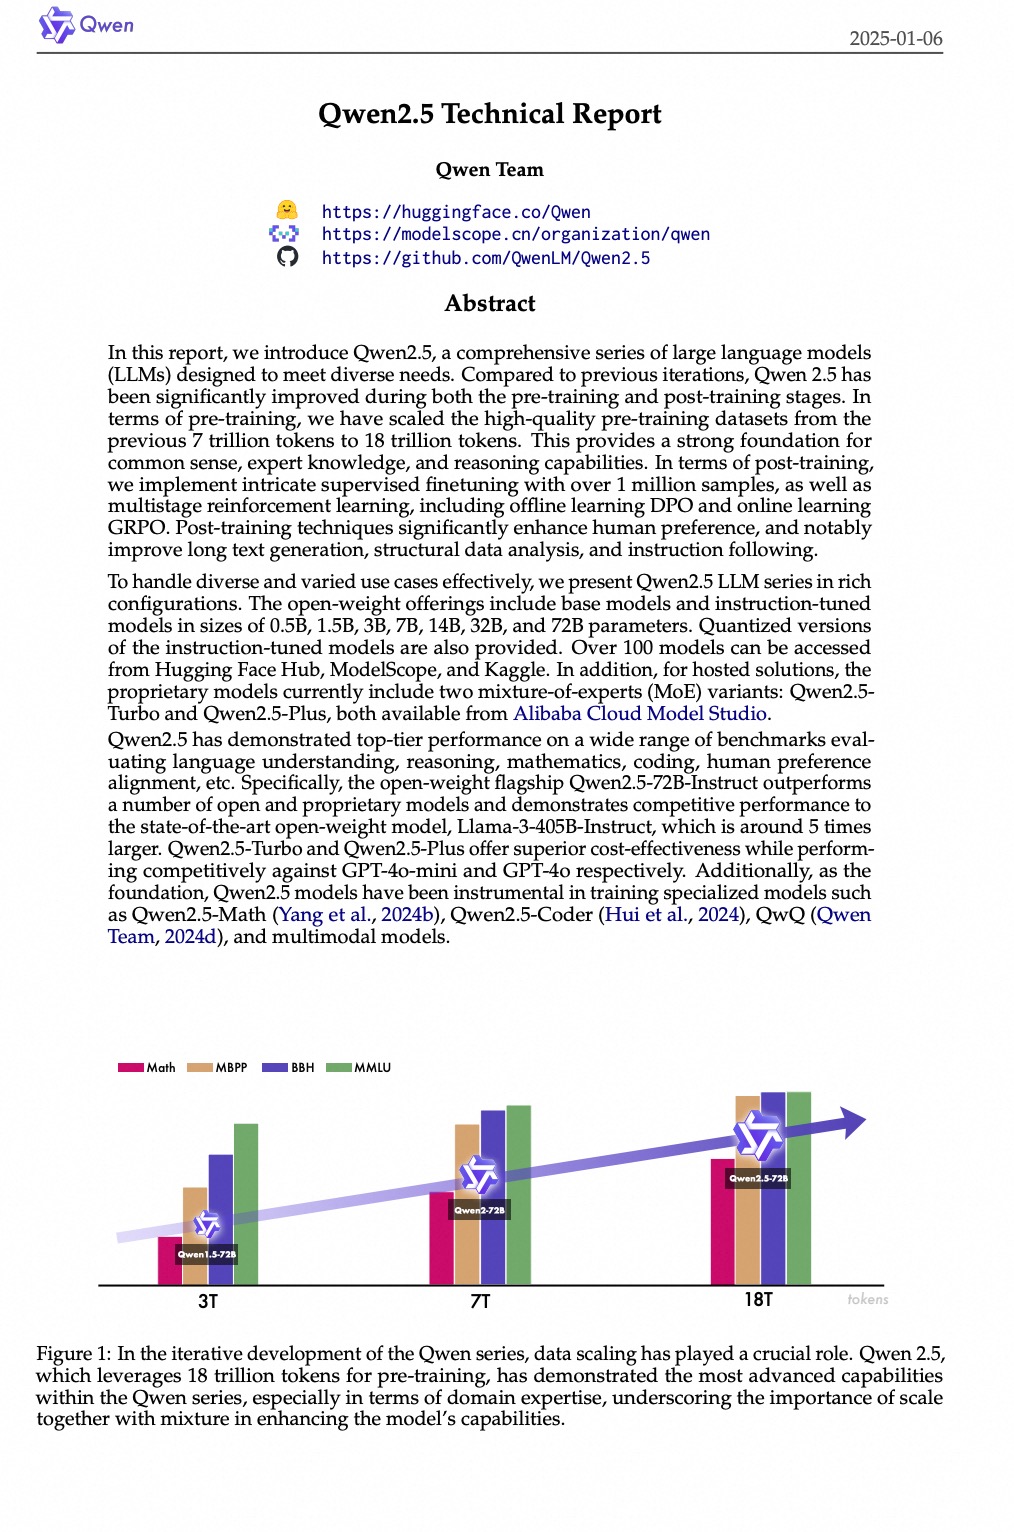 Qwen
2025-01-06
Qwen2.5 Technical Report
Qwen Team
https://huggingface.co/Qwen
https://modelscope.cn/organization/qwen
https://github.com/QwenLM/Qwen2.5
Abstract
In this report, we introduce Qwen2.5, a comprehensive series of large language models
(LLMs) designed to meet diverse needs. Compared to previous iterations, Qwen 2.5 has
been significantly improved during both the pre-training and post-training stages. In
terms of pre-training, we have scaled the high-quality pre-training datasets from the
previous 7 trillion tokens to 18 trillion tokens. This provides a strong foundation for
common sense, expert knowledge, and reasoning capabilities. In terms of post-training,
we implement intricate supervised finetuning with over 1 million samples, as well as
multistage reinforcement learning, including offline learning DPO and online learning
GRPO. Post-training techniques significantly enhance human preference, and notably
improve long text generation, structural data analysis, and instruction following.
To handle diverse and varied use cases effectively, we present Qwen2.5 LLM series in rich
configurations. The open-weight offerings include base models and instruction-tuned
models in sizes of 0.5B, 1.5B, 3B, 7B, 14B, 32B, and 72B parameters. Quantized versions
of the instruction-tuned models are also provided. Over 100 models can be accessed
from Hugging Face Hub, ModelScope, and Kaggle. In addition, for hosted solutions, the
proprietary models currently include two mixture-of-experts (MoE) variants: Qwen2.5-
Turbo and Qwen2.5-Plus, both available from Alibaba Cloud Model Studio.
Qwen2.5 has demonstrated top-tier performance on a wide range of benchmarks eval-
uating language understanding, reasoning, mathematics, coding, human preference
alignment, etc. Specifically, the open-weight flagship Qwen2.5-72B-Instruct outperforms
a number of open and proprietary models and demonstrates competitive performance to
the state-of-the-art open-weight model, Llama-3-405B-Instruct, which is around 5 times
larger. Qwen2.5-Turbo and Qwen2.5-Plus offer superior cost-effectiveness while perform-
ing competitively against GPT-4o-mini and GPT-4o respectively. Additionally, as the
foundation, Qwen2.5 models have been instrumental in training specialized models such
as Qwen2.5-Math (Yang et al., 2024b), Qwen2.5-Coder (Hui et al., 2024), QwQ (Qwen
Team, 2024d), and multimodal models.
Math MBPP BBH MMLU
Qwen1.5-72B
Qwen2-72B
Qwen2.5-72B
3T 7T 18T tokens
Figure 1: In the iterative development of the Qwen series, data scaling has played a crucial role. Qwen 2.5,
which leverages 18 trillion tokens for pre-training, has demonstrated the most advanced capabilities
within the Qwen series, especially in terms of domain expertise, underscoring the importance of scale
together with mixture in enhancing the model's capabilities.